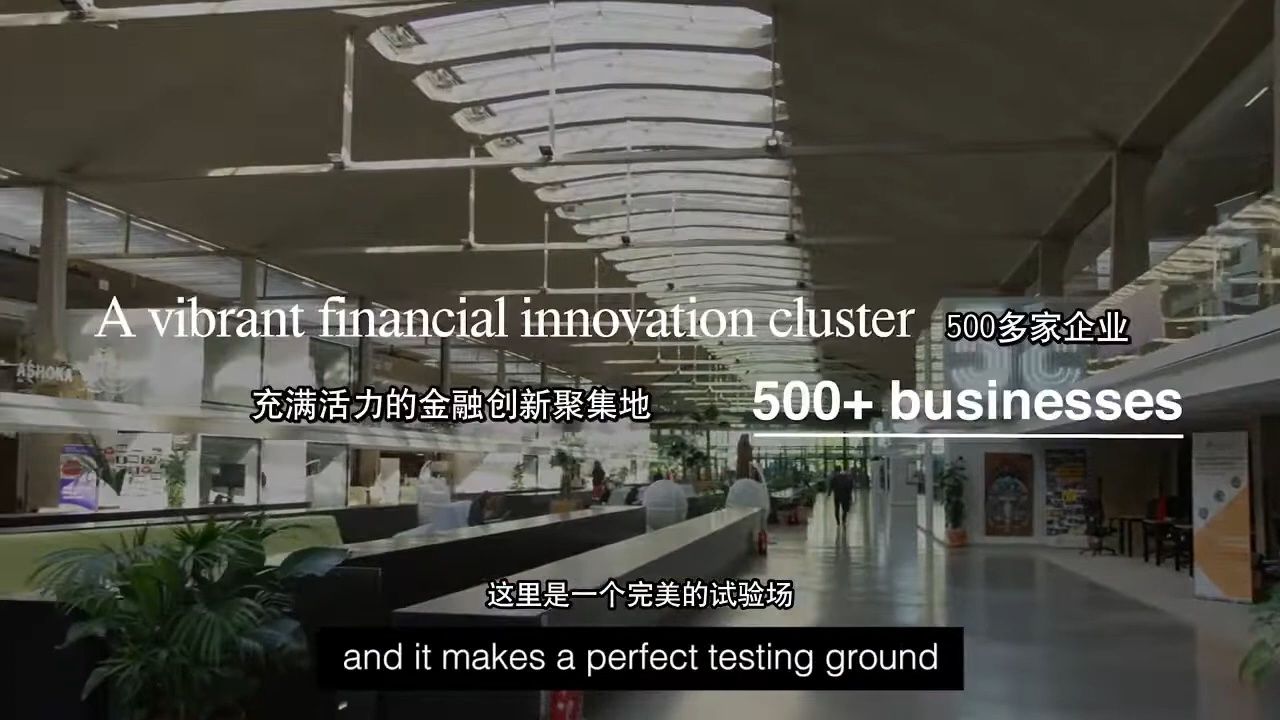 A vibrant financial innovation cluster
500多家企业
ASHOKA
充满活力的金融创新聚集地
500+ businesses
这里是一个完美的试验场
and it makes a perfect testing ground